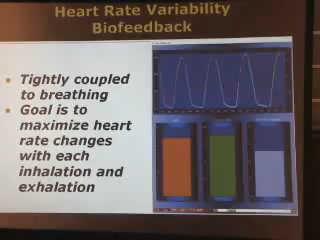 Heart Rate Variability
Biofeedback
Tightly coupled
to breathing
Goal is to
maximize heart
rate changes
with each
inhalation and
exhalation